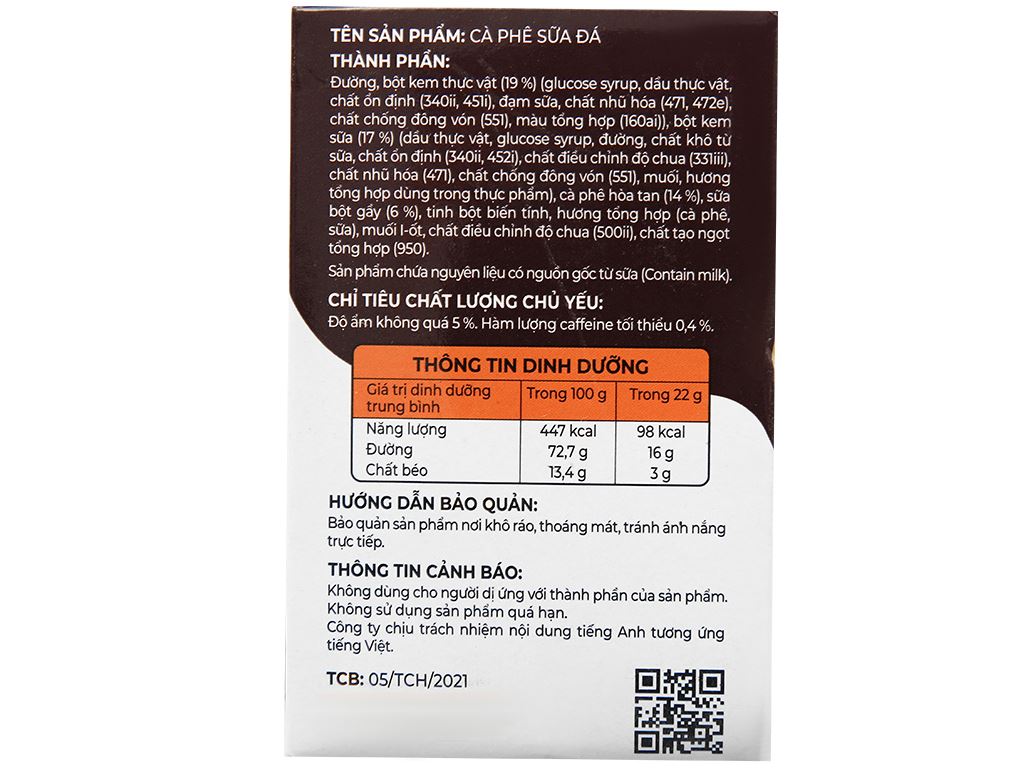 TÊN SẢN PHẨM: CÀ PHÊ SỮA ĐÁ
THÀNH PHẦN:
Đường, bột kem thực vật (19 %) (glucose syrup, dầu thực vật,
chất ổn định (340ii, 451i), đạm sữa, chất nhũ hóa (471, 472e),
chất chống đông vón (551), màu tổng hợp (160ai)), bột kem
sữa (17 %) (dầu thực vật, glucose syrup, đường, chất khô từ
sữa, chất ổn định (340ii, 452i), chất điều chỉnh độ chua (331iii),
chất nhũ hóa (471), chất chống đông vón (551), muối, hương
tổng hợp dùng trong thực phẩm), cà phê hòa tan (14 %), sữa
bột gầy (6 %), tinh bột biến tính, hương tổng hợp (cà phê,
sữa), muối I-ốt, chất điều chỉnh độ chua (500ii), chất tạo ngọt
tổng hợp (950).
Sản phẩm chứa nguyên liệu có nguồn gốc từ sữa (Contain milk).
CHỈ TIÊU CHẤT LƯỢNG CHỦ YẾU:
Độ ẩm không quá 5 %. Hàm lượng caffeine tối thiểu 0,4 %.
THÔNG TIN DINH DƯỠNG
Giá trị dinh dưỡng trung bình Trong 100 g Trong 22 g
Năng lượng 447 kcal 98 kcal
Đường 72,7 g 16 g
Chất béo 13,4 g 3 g
HƯỚNG DẪN BẢO QUẢN:
Bảo quản sản phẩm nơi khô ráo, thoáng mát, tránh ánh nắng
trực tiếp.
THÔNG TIN CẢNH BÁO:
Không dùng cho người dị ứng với thành phần của sản phẩm.
Không sử dụng sản phẩm quá hạn.
Công ty chịu trách nhiệm nội dung tiếng Anh tương ứng
tiếng Việt.
TCB: 05/TCH/2021